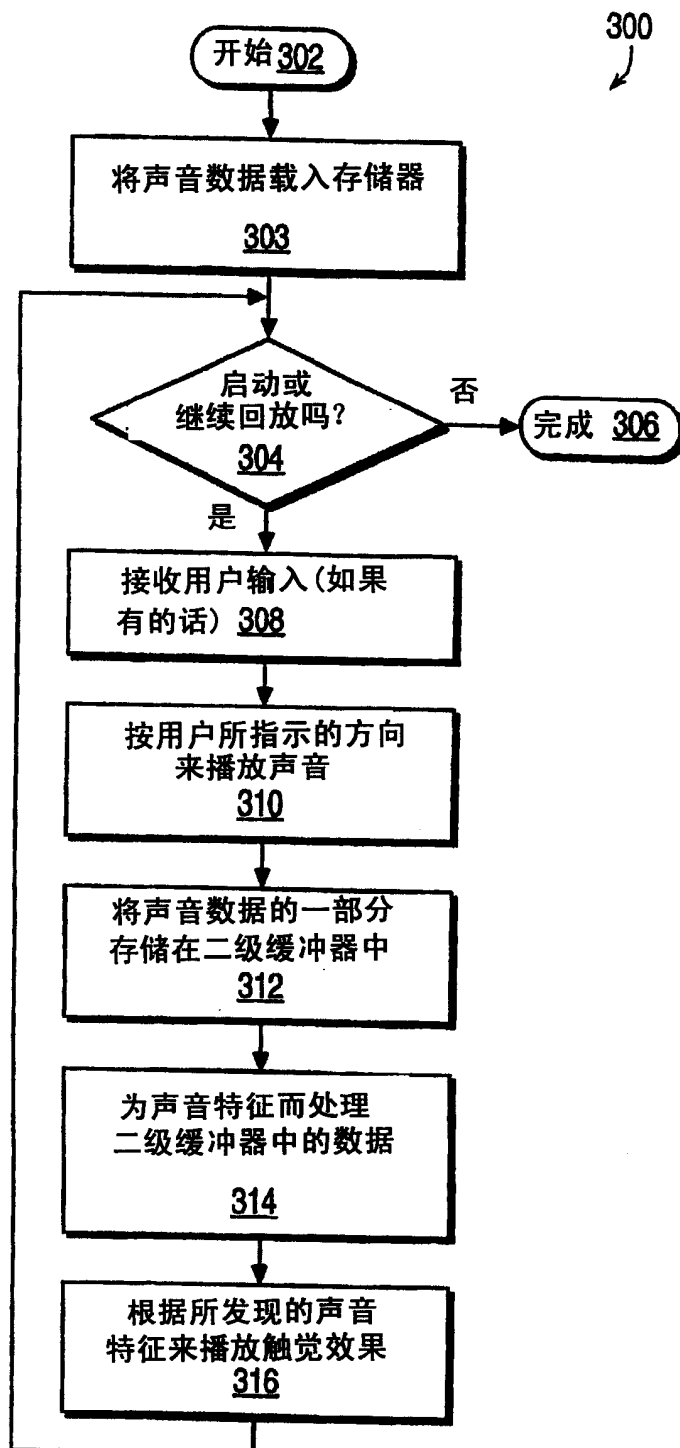 300
开始 302
将声音数据载入存储器
303
启动或
继续回放吗?
304
否
完成 306
是
接收用户输入(如果
有的话) 308
按用户所指示的方向
来播放声音
310
将声音数据的一部分
存储在二级缓冲器中
312
为声音特征而处理
二级缓冲器中的数据
314
根据所发现的声音
特征来播放触觉效果
316